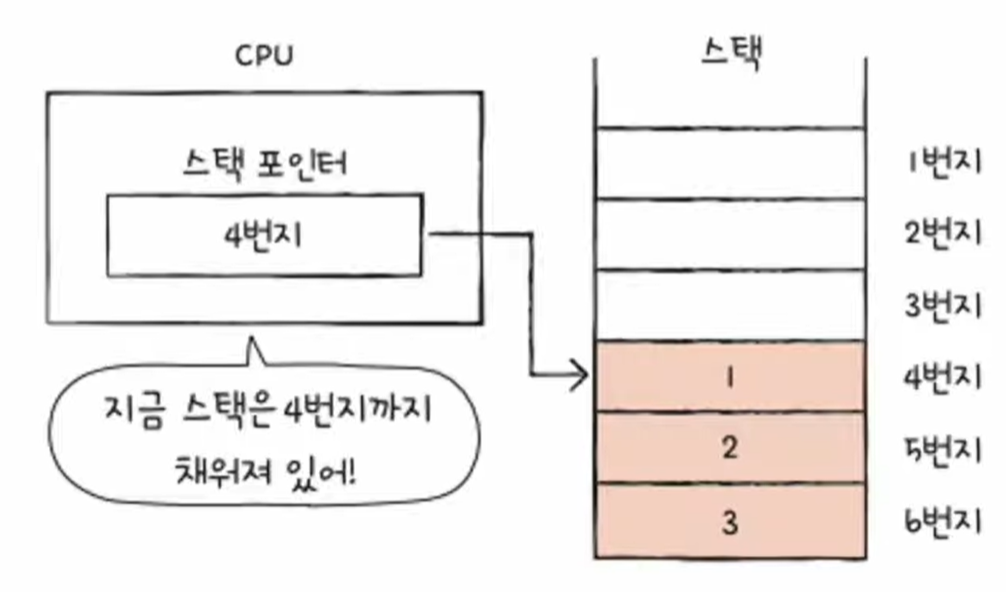 CPU
스택 포인터
4번지
지금 스택은 4번지까지
채워져 있어!
스택
1번지
2번지
3번지
1 4번지
2 5번지
3 6번지